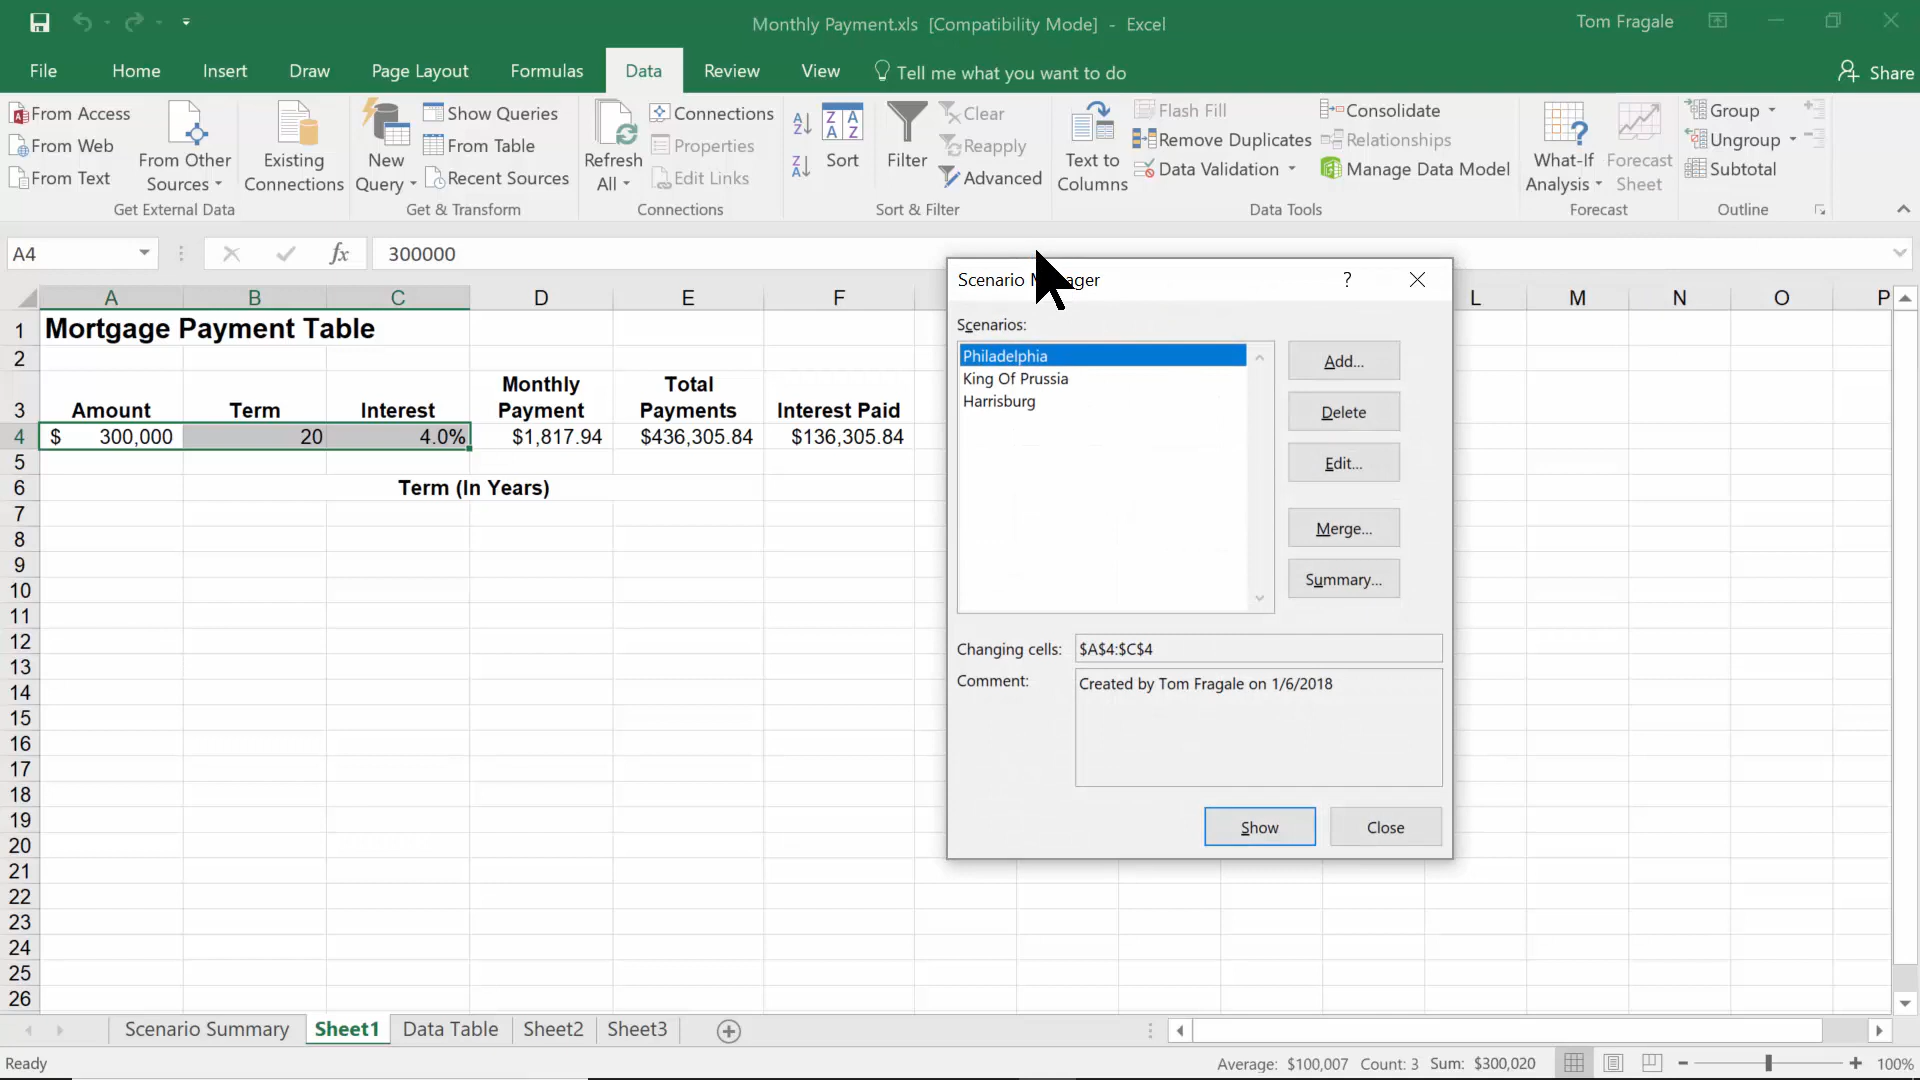 Monthly Payment.xls [Compatibility Mode] - Excel
Tom Fragale
File Home Insert Draw Page Layout Formulas Data Review View Tell me what you want to do Share
From Access
From Web
From Text
From Other Sources
Existing Connections
Get External Data
New Query
Show Queries
From Table
Recent Sources
Get & Transform
Refresh All
Connections
Properties
Edit Links
Connections
Sort
Filter
Clear
Reapply
Advanced
Sort & Filter
Text to Columns
Flash Fill
Remove Duplicates
Data Validation
Consolidate
Relationships
Manage Data Model
Data Tools
What-If Analysis
Forecast Sheet
Forecast
Group
Ungroup
Subtotal
Outline
A4 fx 300000
A B C D E F L M N O P
1 Mortgage Payment Table
2
3 Amount Term Interest Monthly Payment Total Payments Interest Paid
4 $ 300,000 20 4.0% $1,817.94 $436,305.84 $136,305.84
5
6 Term (In Years)
7
8
9
10
11
12
13
14
15
16
17
18
19
20
21
22
23
24
25
26
Scenario ager ?
Scenarios:
Philadelphia
King Of Prussia
Harrisburg
Add...
Delete
Edit...
Merge...
Summary...
Changing cells: $A$4:$C$4
Comment: Created by Tom Fragale on 1/6/2018
Show Close
Scenario Summary Sheet1 Data Table Sheet2 Sheet3
Ready Average: $100,007 Count: 3 Sum: $300,020 100%